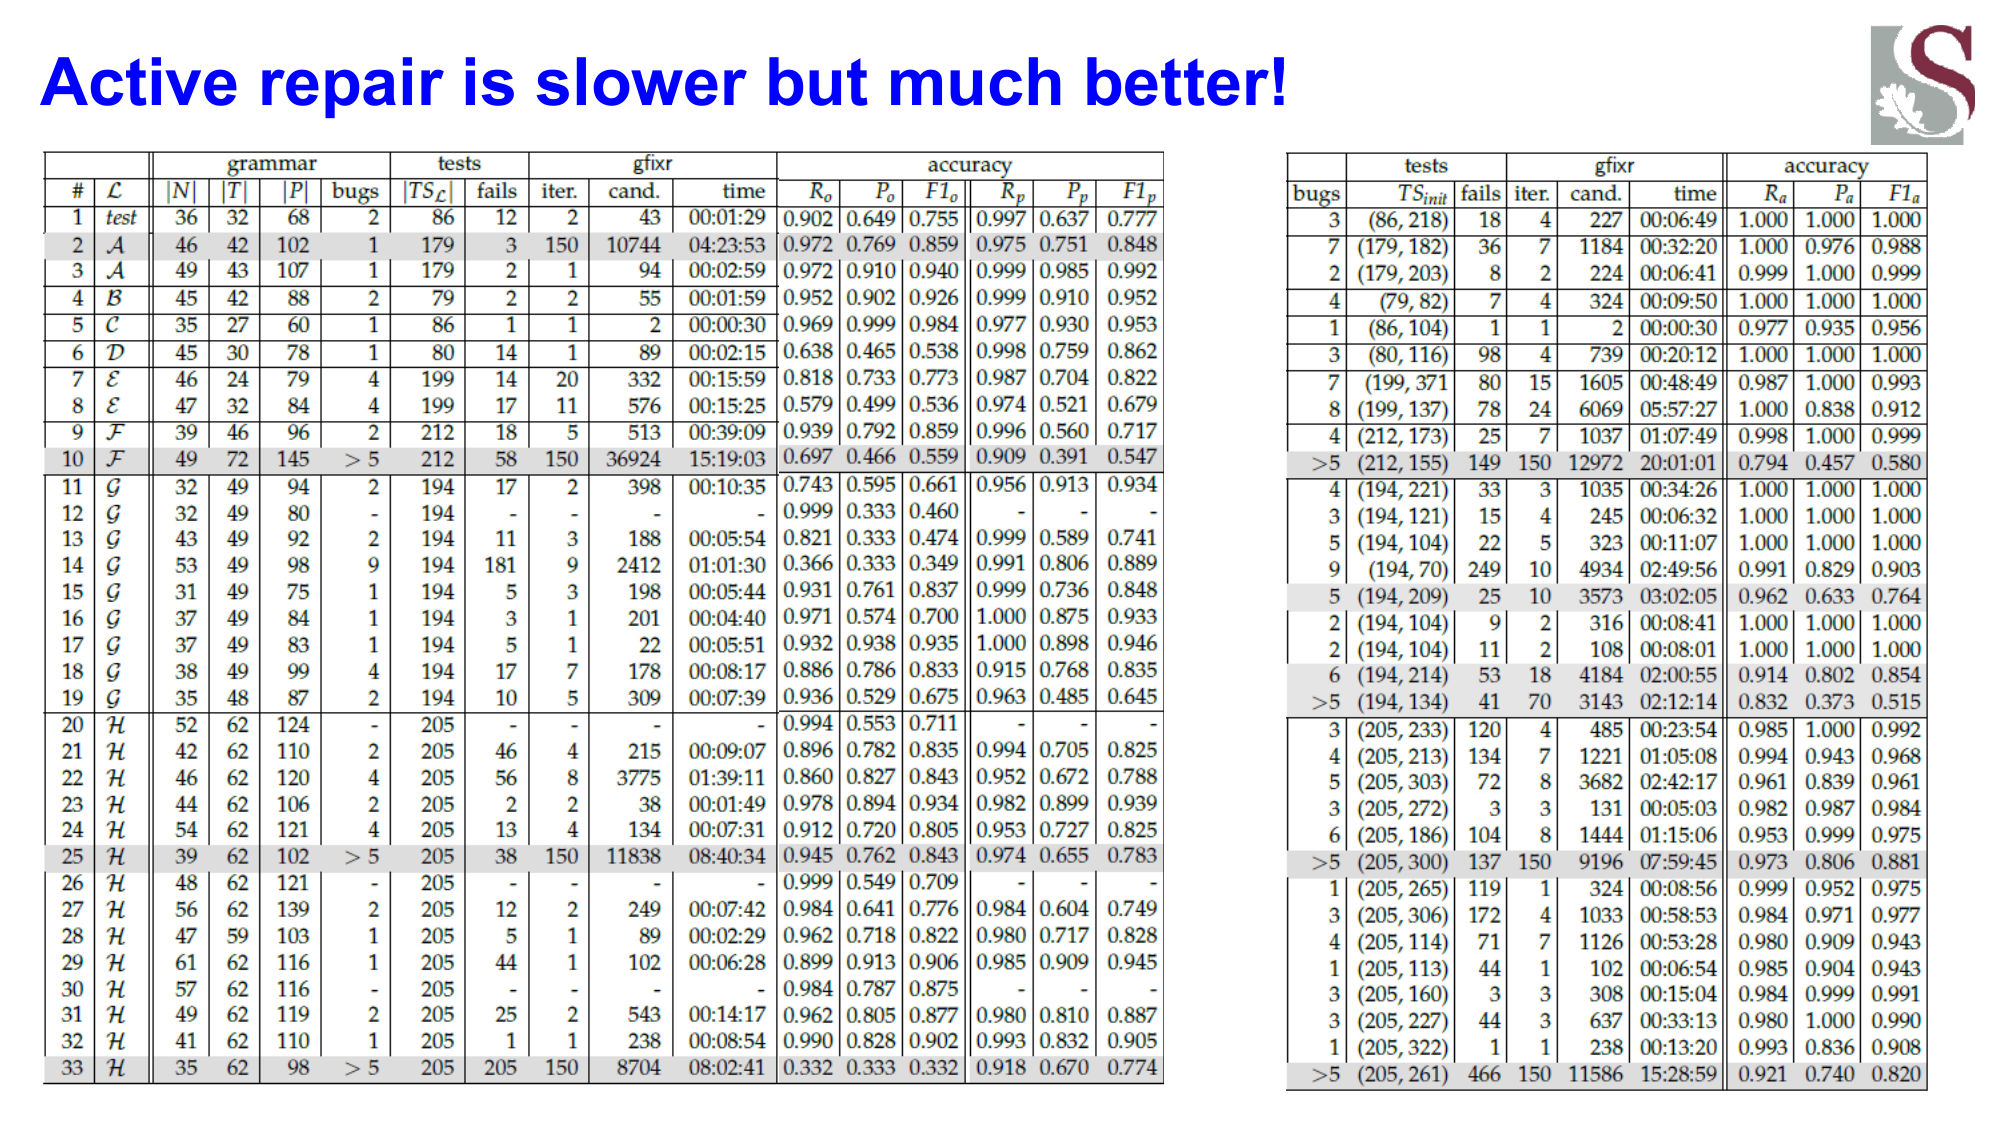 Active repair is slower but much better!
grammar tests gfixr accuracy
# ℒ |N| |T| |P| bugs |TSℒ| fails iter. cand. time Ro Po F1o Rp Pp F1p
1 test 36 32 68 2 86 12 2 43 00:01:29 0.902 0.649 0.755 0.997 0.637 0.777
2 𝒜 46 42 102 1 179 3 150 10744 04:23:53 0.972 0.769 0.859 0.975 0.751 0.848
3 𝒜 49 43 107 1 179 2 1 94 00:02:59 0.972 0.910 0.940 0.999 0.985 0.992
4 ℬ 45 42 88 2 79 2 2 55 00:01:59 0.952 0.902 0.926 0.999 0.910 0.952
5 𝒞 35 27 60 1 86 1 1 2 00:00:30 0.969 0.999 0.984 0.977 0.930 0.953
6 𝒟 45 30 78 1 80 14 1 89 00:02:15 0.638 0.465 0.538 0.998 0.759 0.862
7 ℰ 46 24 79 4 199 14 20 332 00:15:59 0.818 0.733 0.773 0.987 0.704 0.822
8 ℰ 47 32 84 4 199 17 11 576 00:15:25 0.579 0.499 0.536 0.974 0.521 0.679
9 ℱ 39 46 96 2 212 18 5 513 00:39:09 0.939 0.792 0.859 0.996 0.560 0.717
10 ℱ 49 72 145 > 5 212 58 150 36924 15:19:03 0.697 0.466 0.559 0.909 0.391 0.547
11 𝒢 32 49 94 2 194 17 2 398 00:10:35 0.743 0.595 0.661 0.956 0.913 0.934
12 𝒢 32 49 80 - 194 - - - - 0.999 0.333 0.460 - - -
13 𝒢 43 49 92 2 194 11 3 188 00:05:54 0.821 0.333 0.474 0.999 0.589 0.741
14 𝒢 53 49 98 9 194 181 9 2412 01:01:30 0.366 0.333 0.349 0.991 0.806 0.889
15 𝒢 31 49 75 1 194 5 3 198 00:05:44 0.931 0.761 0.837 0.999 0.736 0.848
16 𝒢 37 49 84 1 194 3 1 201 00:04:40 0.971 0.574 0.700 1.000 0.875 0.933
17 𝒢 37 49 83 1 194 5 1 22 00:05:51 0.932 0.938 0.935 1.000 0.898 0.946
18 𝒢 38 49 99 4 194 17 7 178 00:08:17 0.886 0.786 0.833 0.915 0.768 0.835
19 𝒢 35 48 87 2 194 10 5 309 00:07:39 0.936 0.529 0.675 0.963 0.485 0.645
20 ℋ 52 62 124 - 205 - - - - 0.994 0.553 0.711 - - -
21 ℋ 42 62 110 2 205 46 4 215 00:09:07 0.896 0.782 0.835 0.994 0.705 0.825
22 ℋ 46 62 120 4 205 56 8 3775 01:39:11 0.860 0.827 0.843 0.952 0.672 0.788
23 ℋ 44 62 106 2 205 2 2 38 00:01:49 0.978 0.894 0.934 0.982 0.899 0.939
24 ℋ 54 62 121 4 205 13 4 134 00:07:31 0.912 0.720 0.805 0.953 0.727 0.825
25 ℋ 39 62 102 > 5 205 38 150 11838 08:40:34 0.945 0.762 0.843 0.974 0.655 0.783
26 ℋ 48 62 121 - 205 - - - - 0.999 0.549 0.709 - - -
27 ℋ 56 62 139 2 205 12 2 249 00:07:42 0.984 0.641 0.776 0.984 0.604 0.749
28 ℋ 47 59 103 1 205 5 1 89 00:02:29 0.962 0.718 0.822 0.980 0.717 0.828
29 ℋ 61 62 116 1 205 44 1 102 00:06:28 0.899 0.913 0.906 0.985 0.909 0.945
30 ℋ 57 62 116 - 205 - - - - 0.984 0.787 0.875 - - -
31 ℋ 49 62 119 2 205 25 2 543 00:14:17 0.962 0.805 0.877 0.980 0.810 0.887
32 ℋ 41 62 110 1 205 1 1 238 00:08:54 0.990 0.828 0.902 0.993 0.832 0.905
33 ℋ 35 62 98 > 5 205 205 150 8704 08:02:41 0.332 0.333 0.332 0.918 0.670 0.774
tests gfixr accuracy
bugs TSinit fails iter. cand. time Ra Pa F1a
3 (86, 218) 18 4 227 00:06:49 1.000 1.000 1.000
7 (179, 182) 36 7 1184 00:32:20 1.000 0.976 0.988
2 (179, 203) 8 2 224 00:06:41 0.999 1.000 0.999
4 (79, 82) 7 4 324 00:09:50 1.000 1.000 1.000
1 (86, 104) 1 1 2 00:00:30 0.977 0.935 0.956
3 (80, 116) 98 4 739 00:20:12 1.000 1.000 1.000
7 (199, 371 80 15 1605 00:48:49 0.987 1.000 0.993
8 (199, 137) 78 24 6069 05:57:27 1.000 0.838 0.912
4 (212, 173) 25 7 1037 01:07:49 0.998 1.000 0.999
>5 (212, 155) 149 150 12972 20:01:01 0.794 0.457 0.580
4 (194, 221) 33 3 1035 00:34:26 1.000 1.000 1.000
3 (194, 121) 15 4 245 00:06:32 1.000 1.000 1.000
5 (194, 104) 22 5 323 00:11:07 1.000 1.000 1.000
9 (194, 70) 249 10 4934 02:49:56 0.991 0.829 0.903
5 (194, 209) 25 10 3573 03:02:05 0.962 0.633 0.764
2 (194, 104) 9 2 316 00:08:41 1.000 1.000 1.000
2 (194, 104) 11 2 108 00:08:01 1.000 1.000 1.000
6 (194, 214) 53 18 4184 02:00:55 0.914 0.802 0.854
>5 (194, 134) 41 70 3143 02:12:14 0.832 0.373 0.515
3 (205, 233) 120 4 485 00:23:54 0.985 1.000 0.992
4 (205, 213) 134 7 1221 01:05:08 0.994 0.943 0.968
5 (205, 303) 72 8 3682 02:42:17 0.961 0.839 0.961
3 (205, 272) 3 3 131 00:05:03 0.982 0.987 0.984
6 (205, 186) 104 8 1444 01:15:06 0.953 0.999 0.975
>5 (205, 300) 137 150 9196 07:59:45 0.973 0.806 0.881
1 (205, 265) 119 1 324 00:08:56 0.999 0.952 0.975
3 (205, 306) 172 4 1033 00:58:53 0.984 0.971 0.977
4 (205, 114) 71 7 1126 00:53:28 0.980 0.909 0.943
1 (205, 113) 44 1 102 00:06:54 0.985 0.904 0.943
3 (205, 160) 3 3 308 00:15:04 0.984 0.999 0.991
3 (205, 227) 44 3 637 00:33:13 0.980 1.000 0.990
1 (205, 322) 1 1 238 00:13:20 0.993 0.836 0.908
>5 (205, 261) 466 150 11586 15:28:59 0.921 0.740 0.820